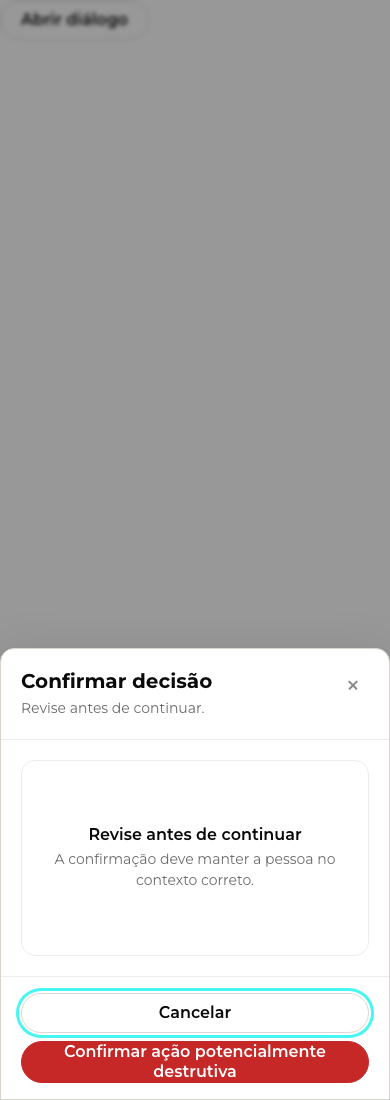 Abrir diálogo
Confirmar decisão
×
Revise antes de continuar.
Revise antes de continuar
A confirmação deve manter a pessoa no
contexto correto.
Cancelar
Confirmar ação potencialmente
destrutiva